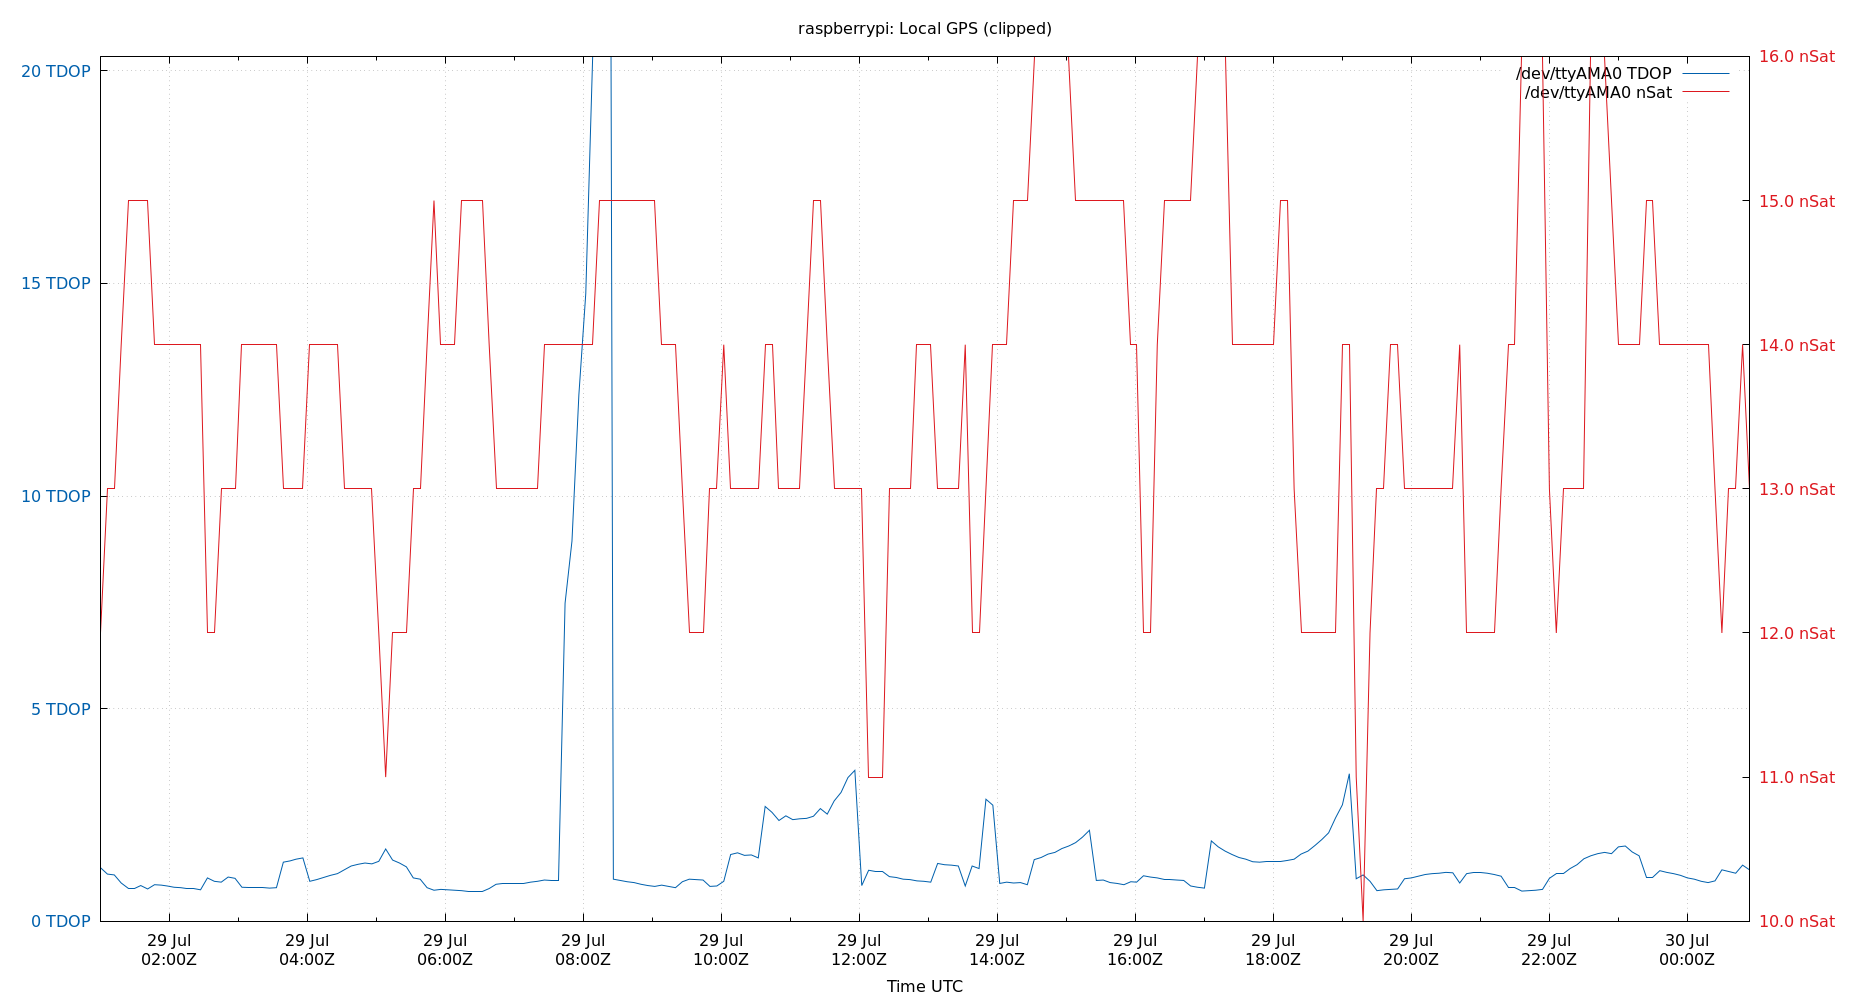 raspberrypi: Local GPS (clipped)
20 TDOP
15 TDOP
10 TDOP
5 TDOP
0 TDOP
16.0 nSat
15.0 nSat
14.0 nSat
13.0 nSat
12.0 nSat
11.0 nSat
10.0 nSat
/dev/ttyAMA0 TDOP
/dev/ttyAMA0 nSat
29 Jul
02:00Z
29 Jul
04:00Z
29 Jul
06:00Z
29 Jul
08:00Z
29 Jul
10:00Z
29 Jul
12:00Z
29 Jul
14:00Z
29 Jul
16:00Z
29 Jul
18:00Z
29 Jul
20:00Z
29 Jul
22:00Z
30 Jul
00:00Z
Time UTC